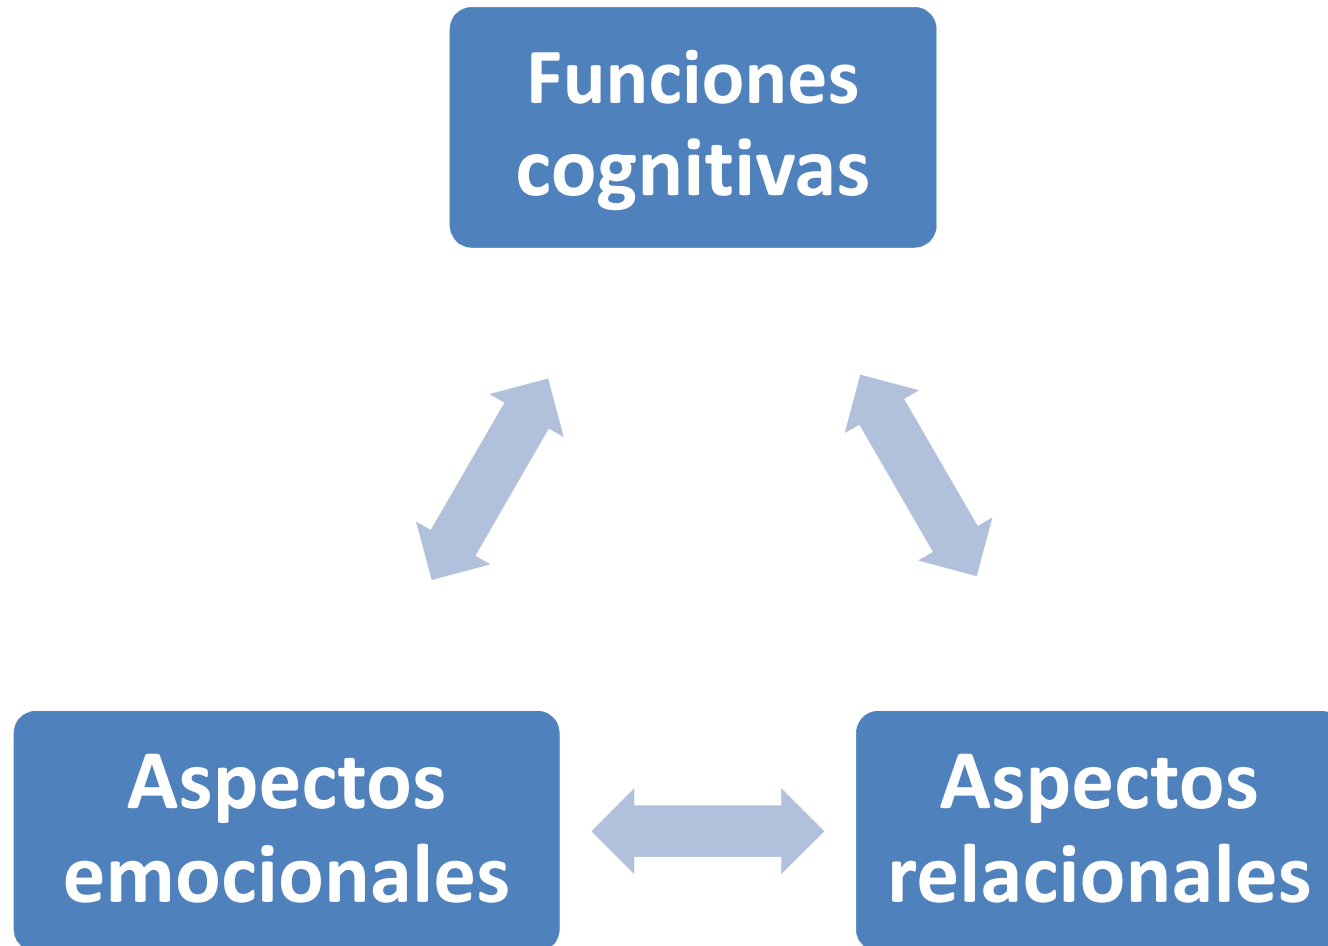 Funciones
cognitivas
Aspectos
emocionales
Aspectos
relacionales